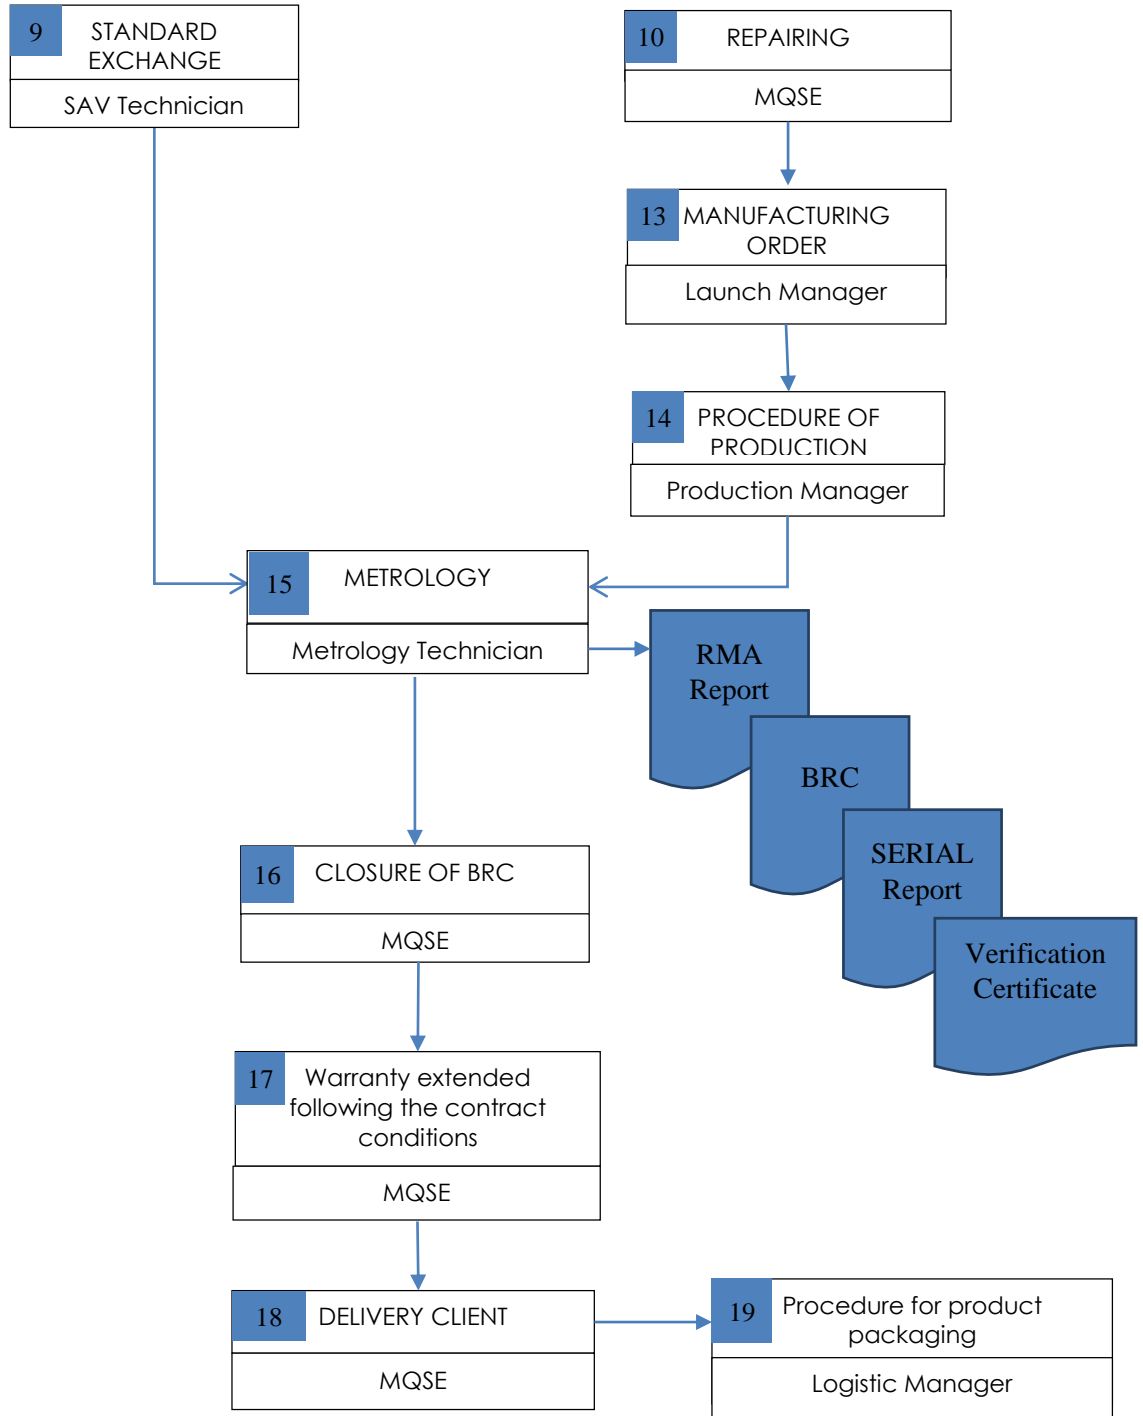 9
STANDARD
EXCHANGE
SAV Technician
10
REPAIRING
MQSE
13
MANUFACTURING
ORDER
Launch Manager
14
PROCEDURE OF
PRODUCTION
Production Manager
15
METROLOGY
Metrology Technician
RMA
Report
BRC
SERIAL
Report
Verification
Certificate
16
CLOSURE OF BRC
MQSE
17
Warranty extended
following the contract
conditions
MQSE
18
DELIVERY CLIENT
MQSE
19
Procedure for product
packaging
Logistic Manager